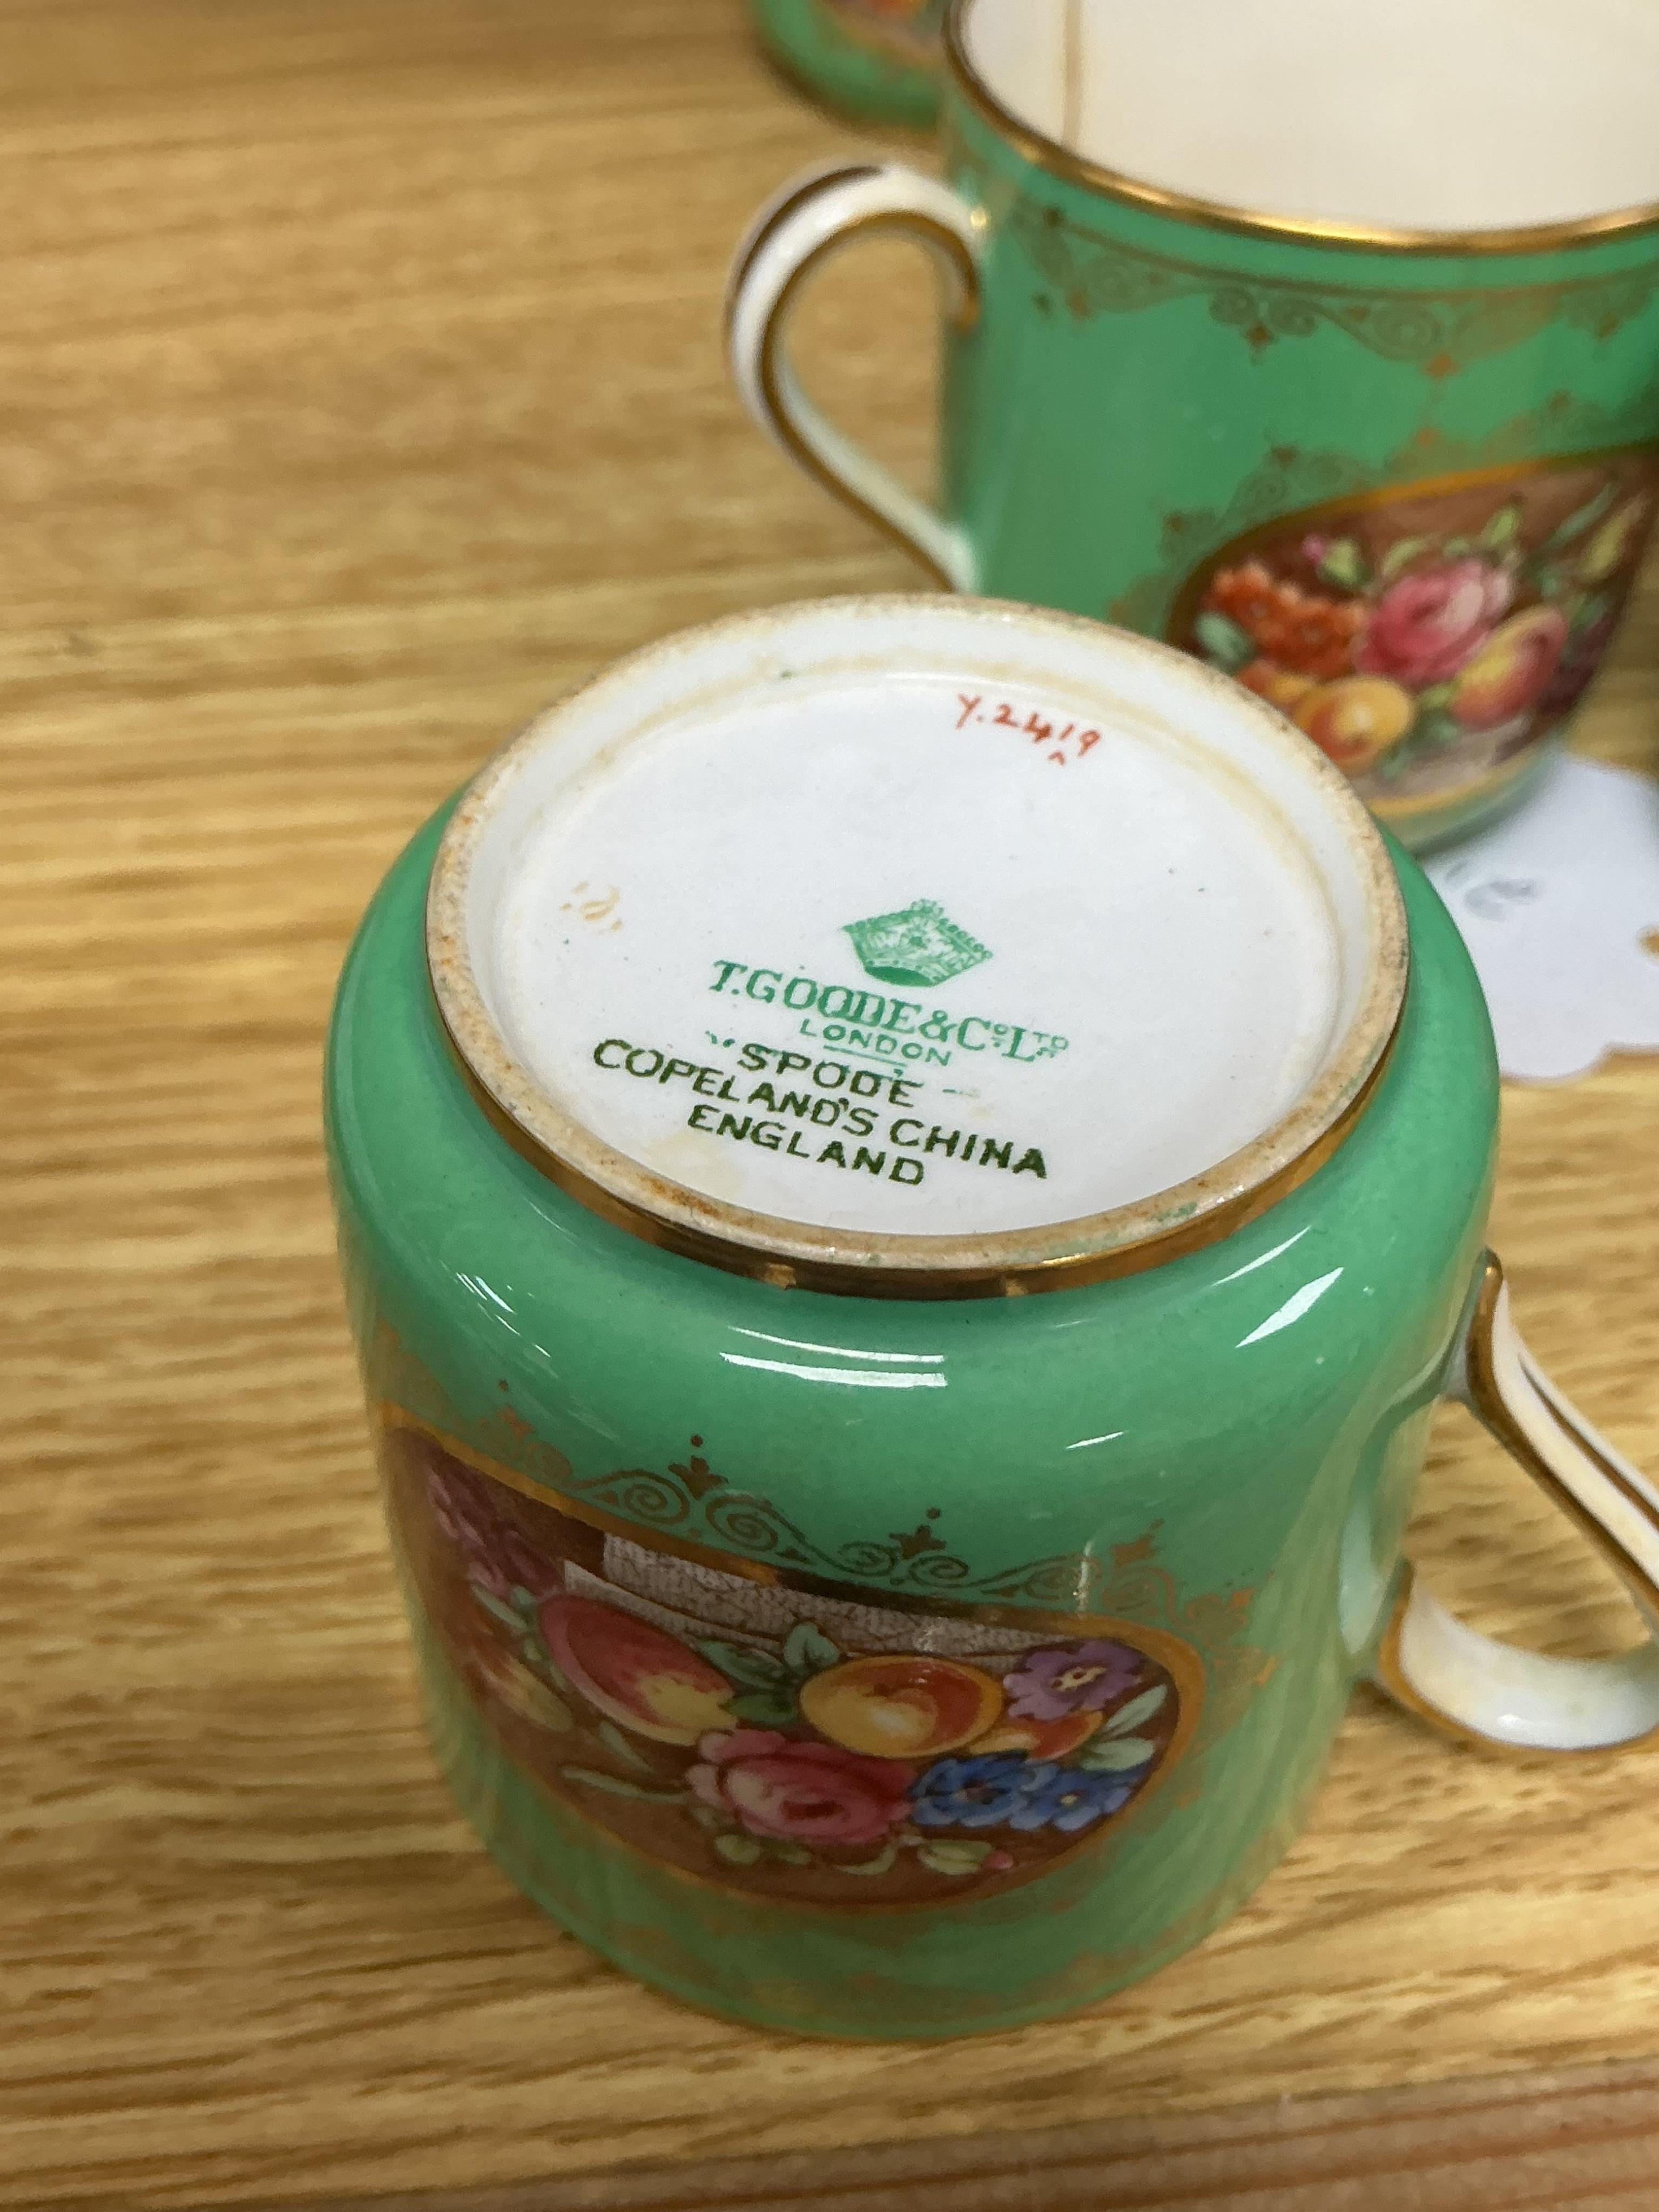 Y.2419
^
T.GOODE & Co. LTD
LONDON
"SPODE"
COPELAND'S CHINA
ENGLAND